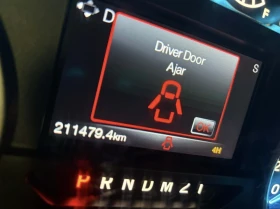 D
Driver Door
Ajar
S
OK
211479.4km
4H
P R N D M 2 1
F